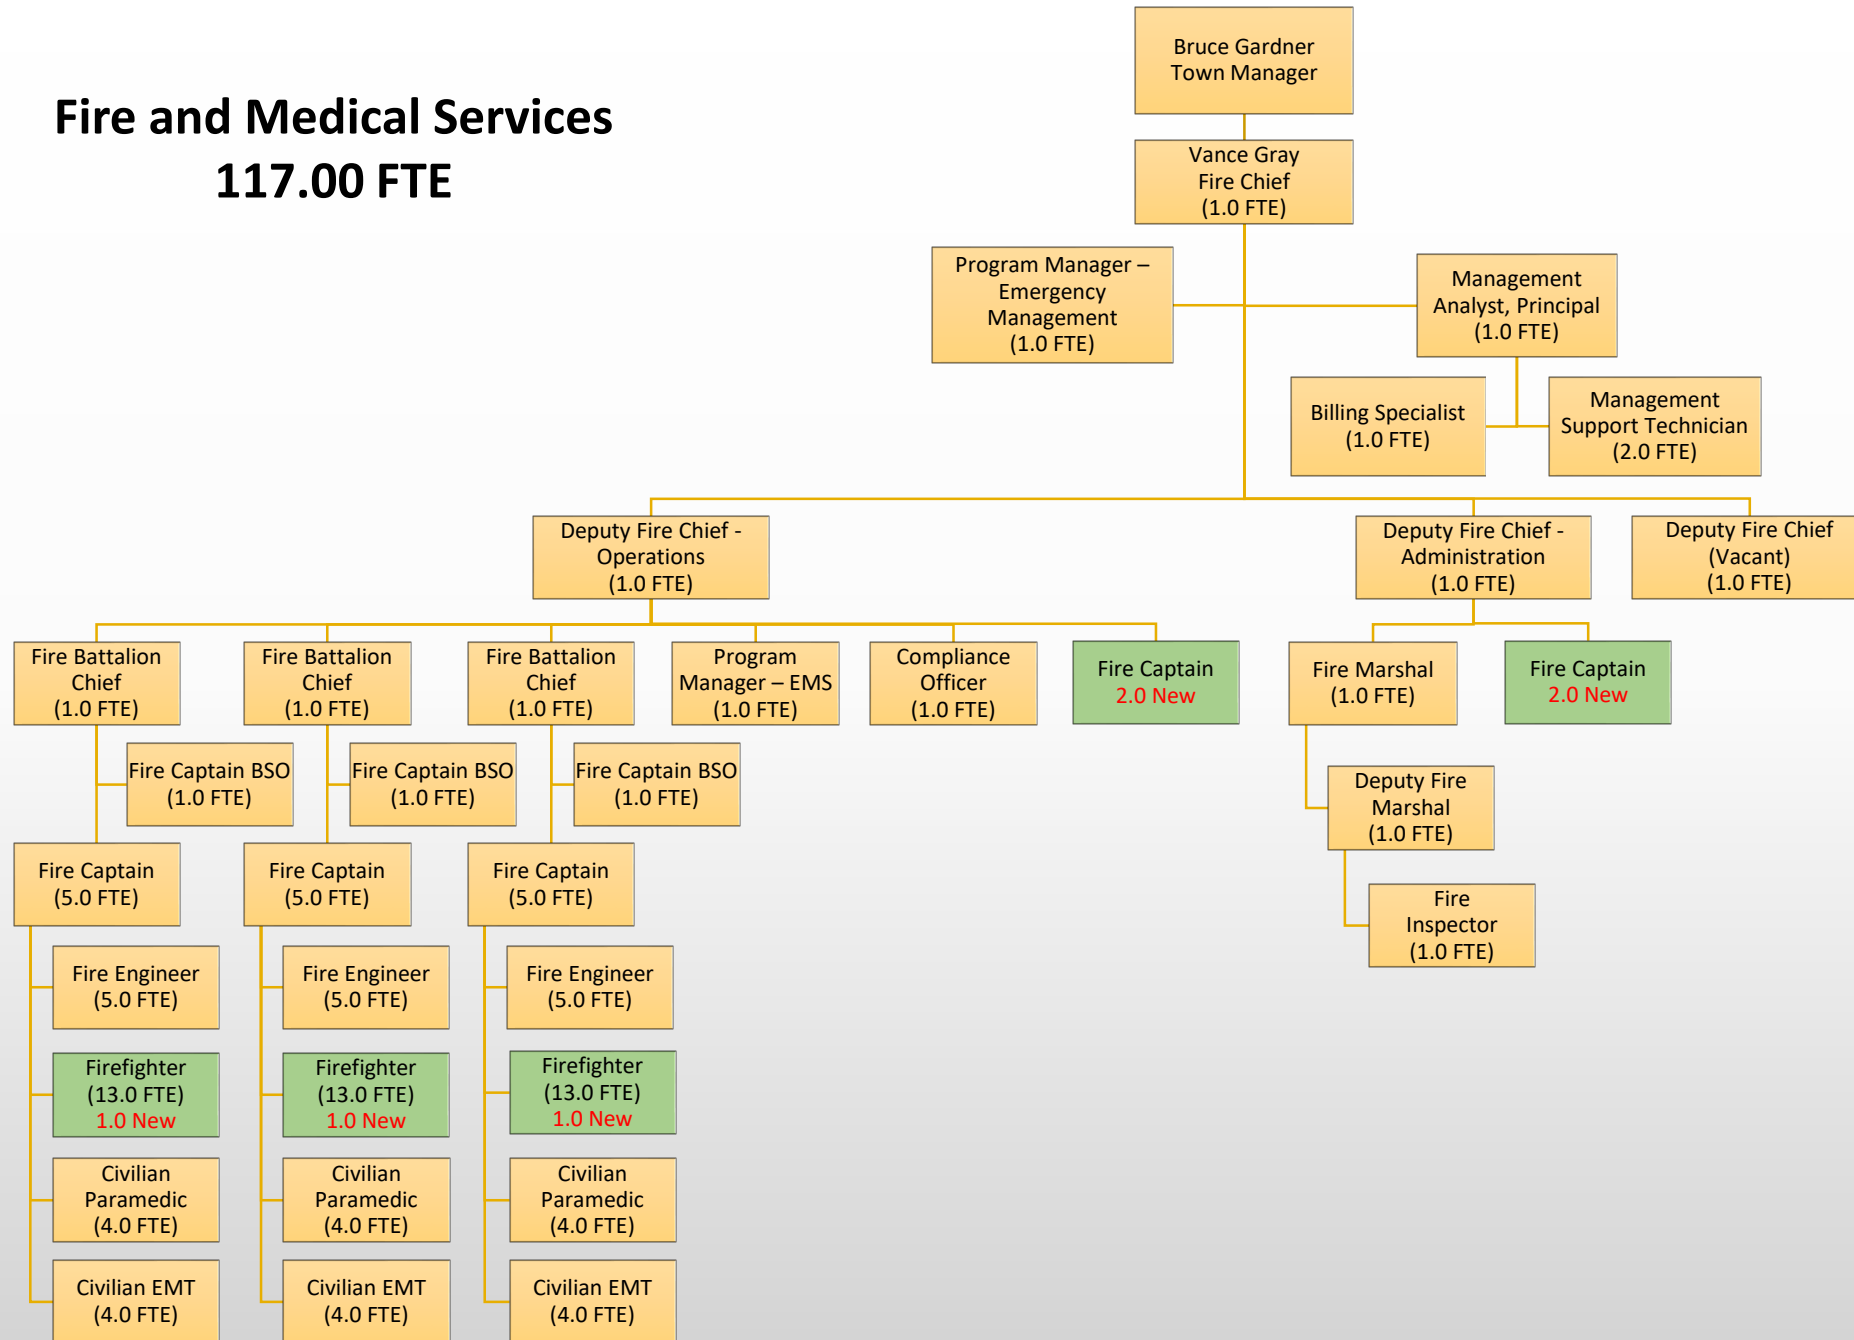 Fire and Medical Services
117.00 FTE
Bruce Gardner
Town Manager
Vance Gray
Fire Chief
(1.0 FTE)
Program Manager –
Emergency
Management
(1.0 FTE)
Management
Analyst, Principal
(1.0 FTE)
Billing Specialist
(1.0 FTE)
Management
Support Technician
(2.0 FTE)
Deputy Fire Chief -
Operations
(1.0 FTE)
Deputy Fire Chief -
Administration
(1.0 FTE)
Deputy Fire Chief
(Vacant)
(1.0 FTE)
Fire Battalion
Chief
(1.0 FTE)
Fire Battalion
Chief
(1.0 FTE)
Fire Battalion
Chief
(1.0 FTE)
Program
Manager – EMS
(1.0 FTE)
Compliance
Officer
(1.0 FTE)
Fire Captain
2.0 New
Fire Marshal
(1.0 FTE)
Fire Captain
2.0 New
Fire Captain BSO
(1.0 FTE)
Fire Captain BSO
(1.0 FTE)
Fire Captain BSO
(1.0 FTE)
Deputy Fire
Marshal
(1.0 FTE)
Fire Captain
(5.0 FTE)
Fire Captain
(5.0 FTE)
Fire Captain
(5.0 FTE)
Fire
Inspector
(1.0 FTE)
Fire Engineer
(5.0 FTE)
Fire Engineer
(5.0 FTE)
Fire Engineer
(5.0 FTE)
Firefighter
(13.0 FTE)
1.0 New
Firefighter
(13.0 FTE)
1.0 New
Firefighter
(13.0 FTE)
1.0 New
Civilian
Paramedic
(4.0 FTE)
Civilian
Paramedic
(4.0 FTE)
Civilian
Paramedic
(4.0 FTE)
Civilian EMT
(4.0 FTE)
Civilian EMT
(4.0 FTE)
Civilian EMT
(4.0 FTE)